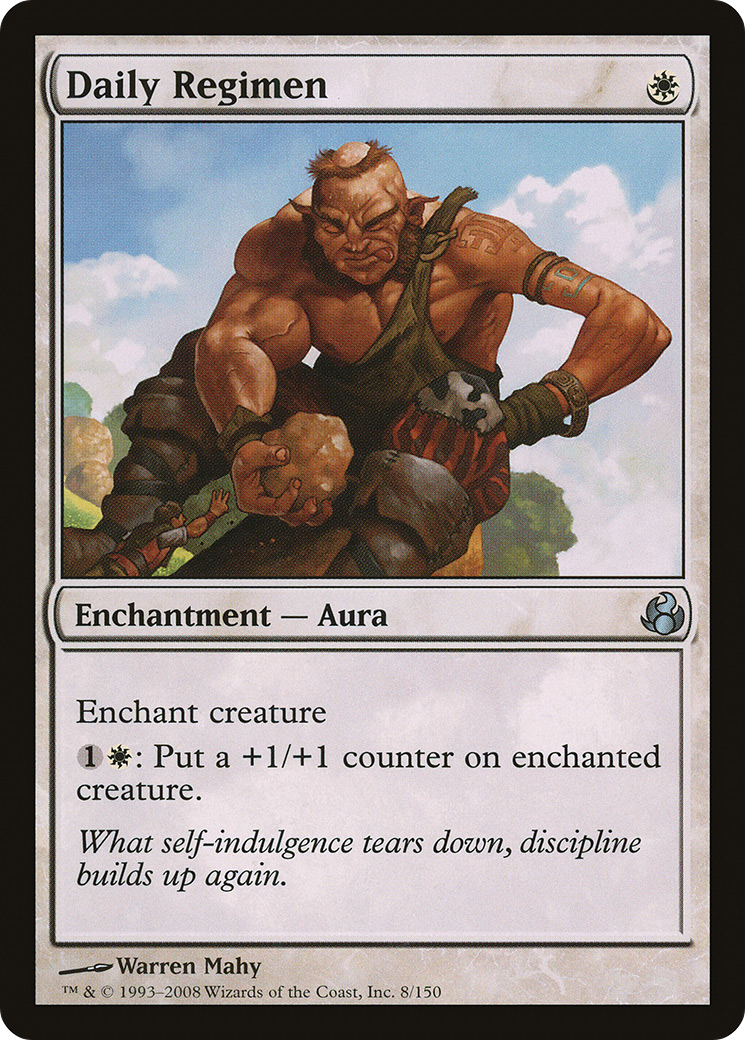 Daily Regimen
Enchantment — Aura
Enchant creature
1: Put a +1/+1 counter on enchanted
creature.
What self-indulgence tears down, discipline
builds up again.
Warren Mahy
™ & © 1993–2008 Wizards of the Coast, Inc. 8/150